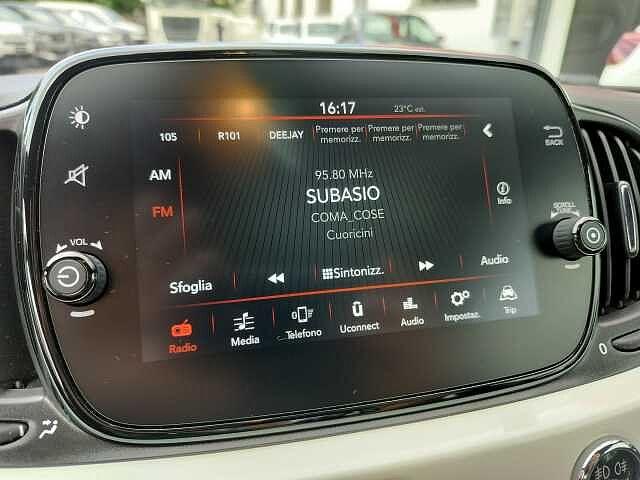 16:17
23°C est.
105 R101 DEEJAY Premere per memorizz. Premere per memorizz. Premere per memorizz.
BACK
AM
95.80 MHz
SUBASIO
FM
Info
COMA_COSE
Cuoricini
VOL
SCROLL
Sfoglia
Sintonizz.
Audio
Radio Media Telefono Uconnect Audio Impostaz. Trip
0